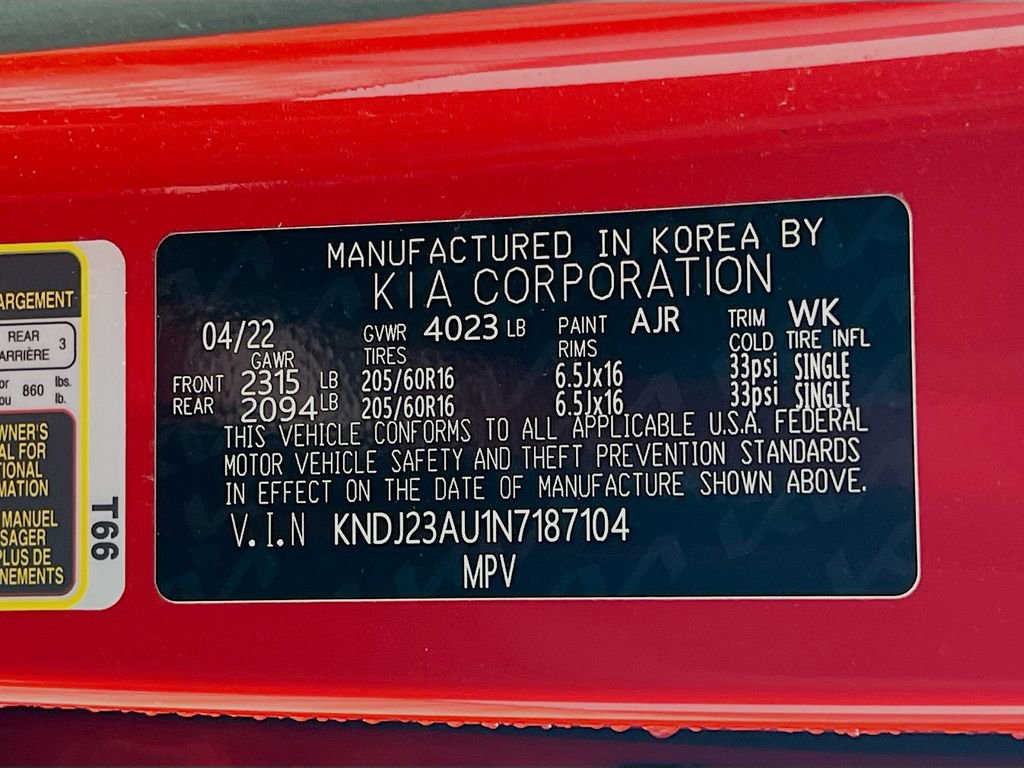 ARGEMENT
REAR
ARRIÈRE 3
or
ou 860 lbs.
lb.
WNER'S
AL FOR
TIONAL
MATION
MANUEL
SAGER
PLUS DE
NEMENTS
T66
MANUFACTURED IN KOREA BY
KIA CORPORATION
04/22 GVWR 4023 LB PAINT AJR TRIM WK
GAWR TIRES RIMS COLD TIRE INFL
FRONT 2315 LB 205/60R16 6.5Jx16 33psi SINGLE
REAR 2094 LB 205/60R16 6.5Jx16 33psi SINGLE
THIS VEHICLE CONFORMS TO ALL APPLICABLE U.S.A. FEDERAL
MOTOR VEHICLE SAFETY AND THEFT PREVENTION STANDARDS
IN EFFECT ON THE DATE OF MANUFACTURE SHOWN ABOVE.
V.I.N KNDJ23AU1N7187104
MPV